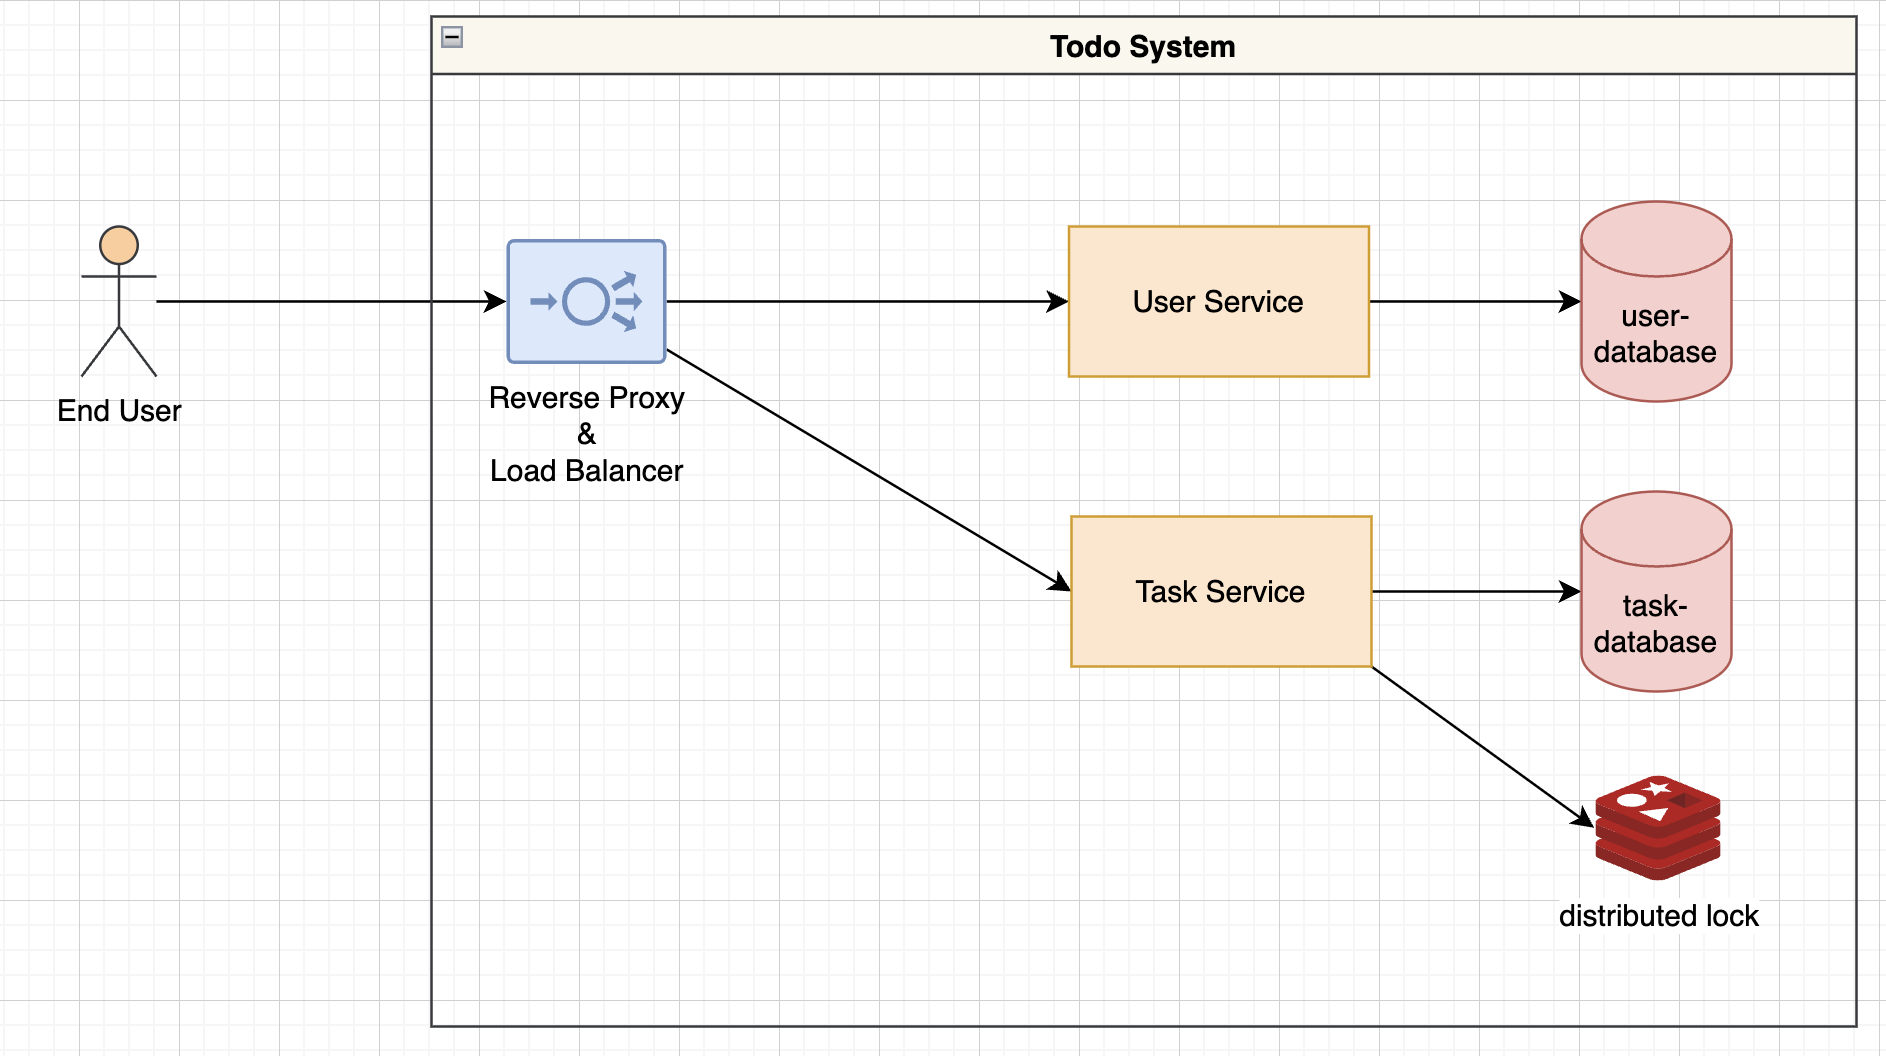 Todo System
End User
Reverse Proxy
&
Load Balancer
User Service
user-
database
Task Service
task-
database
distributed lock